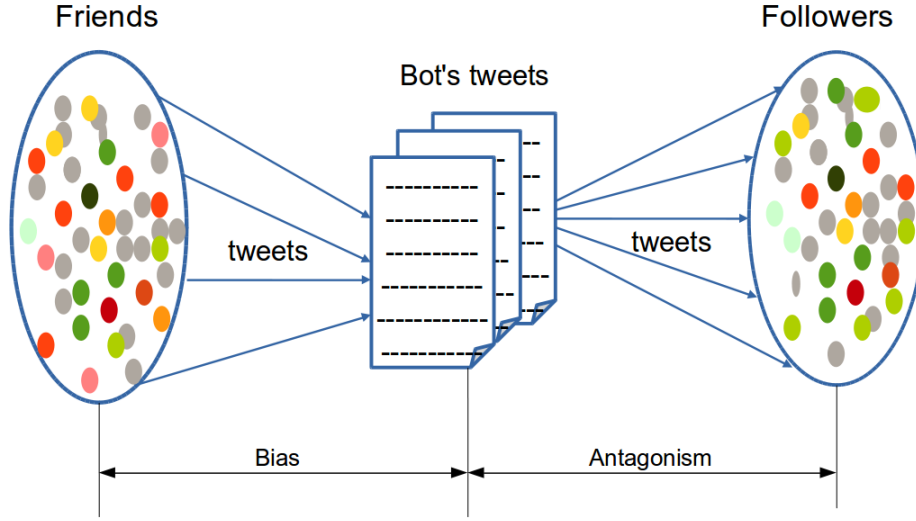 Friends
Followers
Bot's tweets
tweets
tweets
Bias
Antagonism